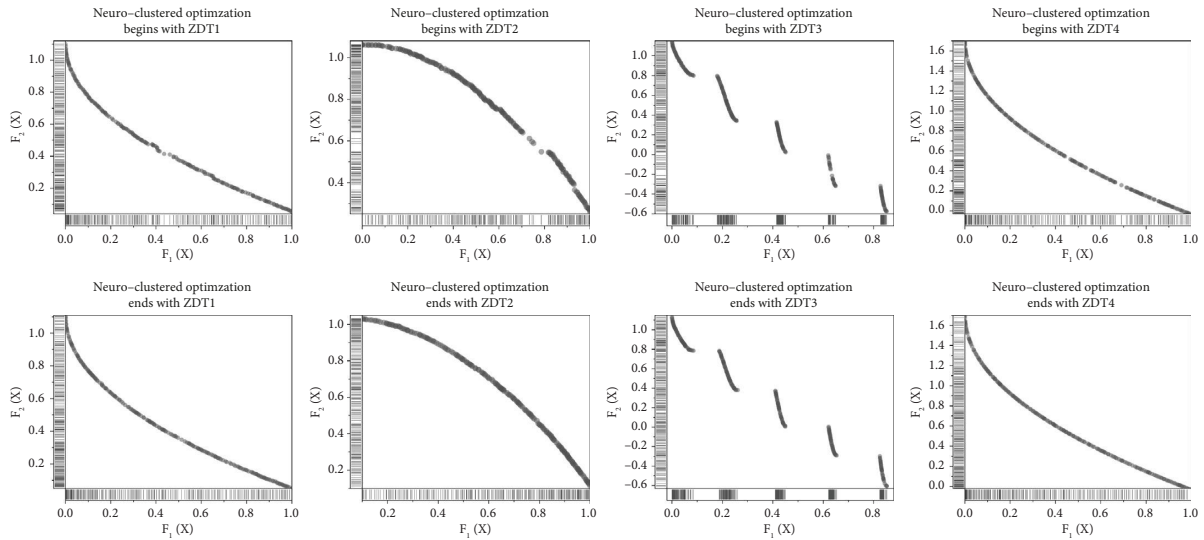 Neuro–clustered optimzation
begins with ZDT1
1.0
0.8
0.6
0.4
0.2
F2 (X)
0.0 0.2 0.4 0.6 0.8 1.0
F1 (X)
Neuro–clustered optimzation
begins with ZDT2
1.0
0.8
0.6
0.4
F2 (X)
0.0 0.2 0.4 0.6 0.8 1.0
F1 (X)
Neuro–clustered optimzation
begins with ZDT3
1.0
0.8
0.6
0.4
0.2
0.0
−0.2
−0.4
−0.6
F2 (X)
0.0 0.2 0.4 0.6 0.8
F1 (X)
Neuro–clustered optimzation
begins with ZDT4
1.6
1.4
1.2
1.0
0.8
0.6
0.4
0.2
0.0
F2 (X)
0.0 0.2 0.4 0.6 0.8 1.0
F1 (X)
Neuro–clustered optimzation
ends with ZDT1
1.0
0.8
0.6
0.4
0.2
F2 (X)
0.0 0.2 0.4 0.6 0.8 1.0
F1 (X)
Neuro–clustered optimzation
ends with ZDT2
1.0
0.8
0.6
0.4
0.2
F2 (X)
0.0 0.2 0.4 0.6 0.8 1.0
F1 (X)
Neuro–clustered optimzation
ends with ZDT3
1.0
0.8
0.6
0.4
0.2
0.0
−0.2
−0.4
−0.6
F2 (X)
0.0 0.2 0.4 0.6 0.8
F1 (X)
Neuro–clustered optimzation
ends with ZDT4
1.6
1.4
1.2
1.0
0.8
0.6
0.4
0.2
0.0
F2 (X)
0.0 0.2 0.4 0.6 0.8 1.0
F1 (X)